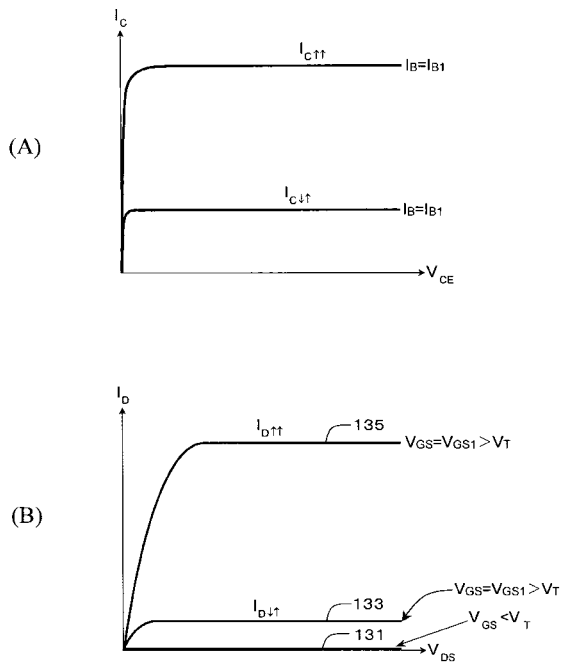 I_C
I_C↑↑
I_B=I_B1
(A)
I_C↓↑
I_B=I_B1
V_CE
I_D
I_D↑↑
135
V_GS=V_GS1>V_T
(B)
V_GS=V_GS1>V_T
I_D↓↑
133
V_GS<V_T
131
V_DS